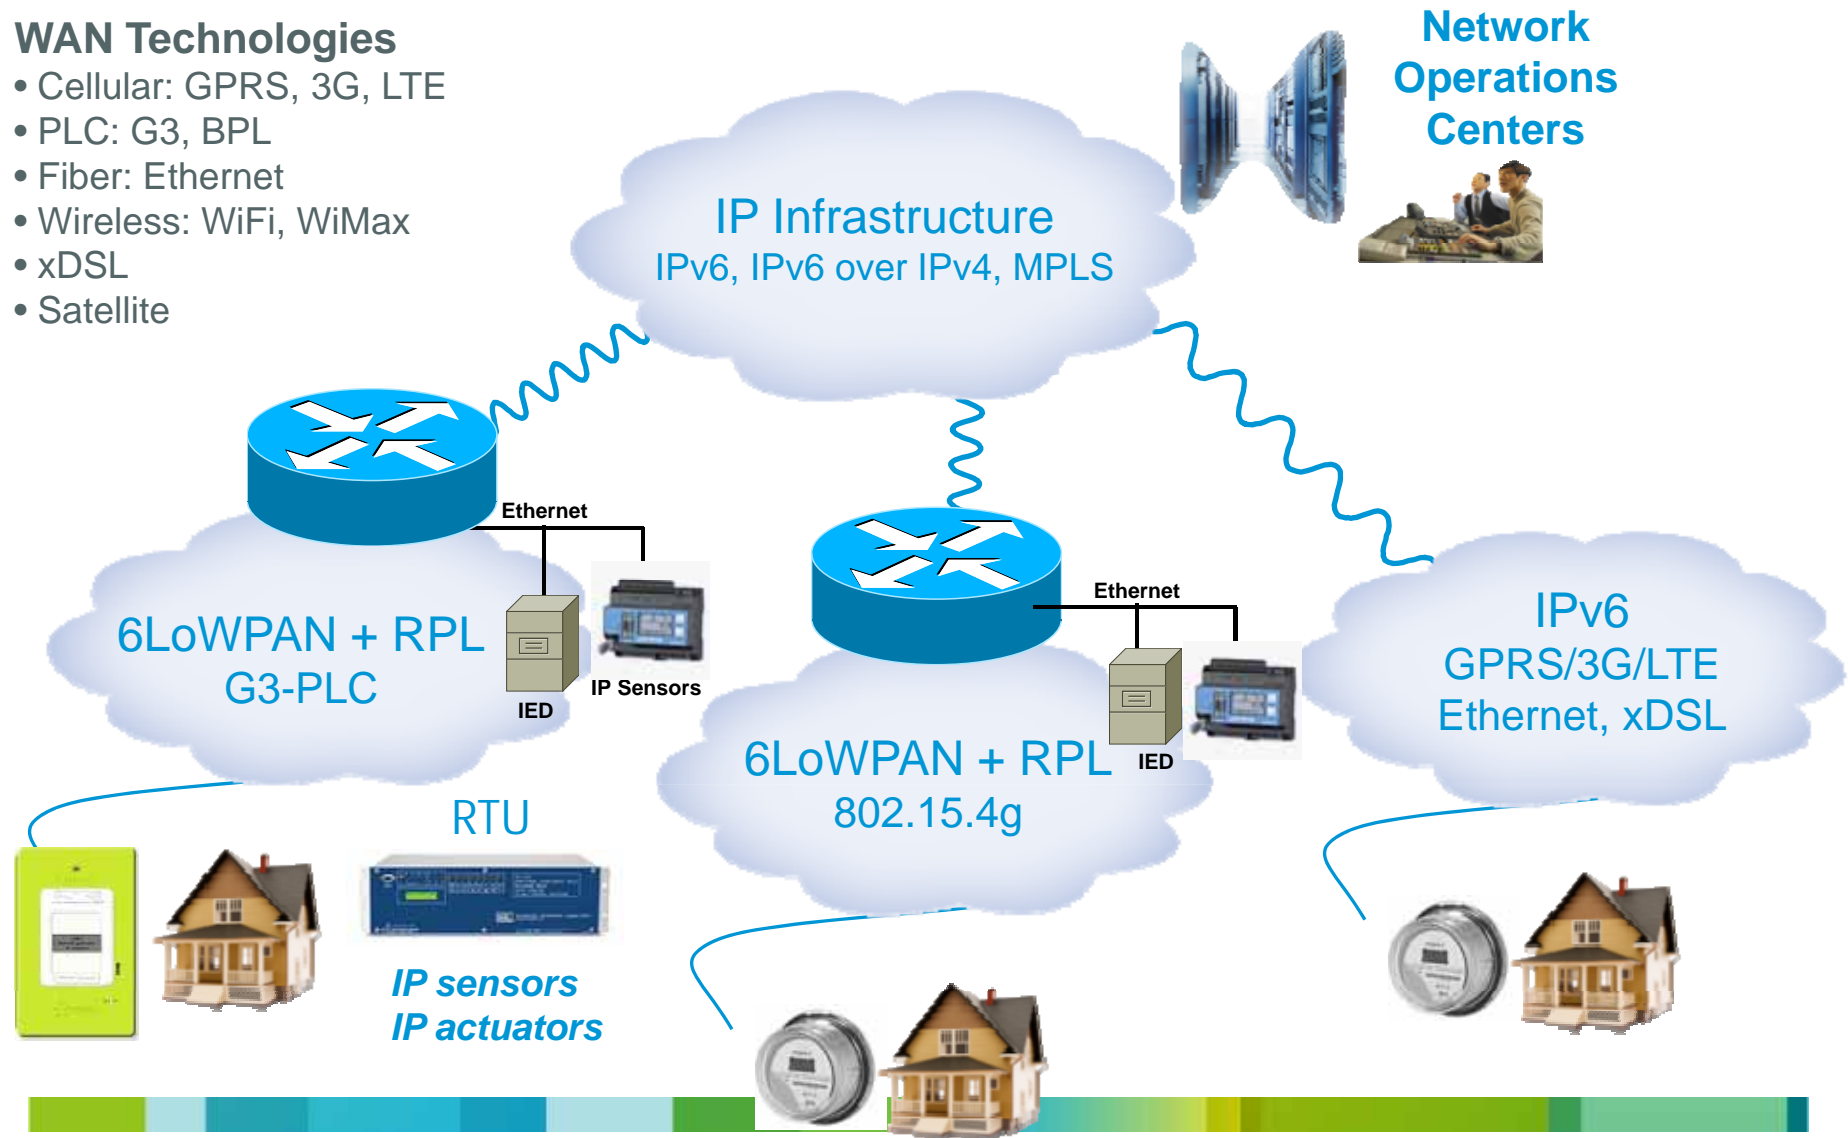 WAN Technologies
• Cellular: GPRS, 3G, LTE
• PLC: G3, BPL
• Fiber: Ethernet
• Wireless: WiFi, WiMax
• xDSL
• Satellite
Network
Operations
Centers
IP Infrastructure
IPv6, IPv6 over IPv4, MPLS
Ethernet
6LoWPAN + RPL
G3-PLC
IED
IP Sensors
Ethernet
6LoWPAN + RPL
802.15.4g
IED
IPv6
GPRS/3G/LTE
Ethernet, xDSL
RTU
IP sensors
IP actuators